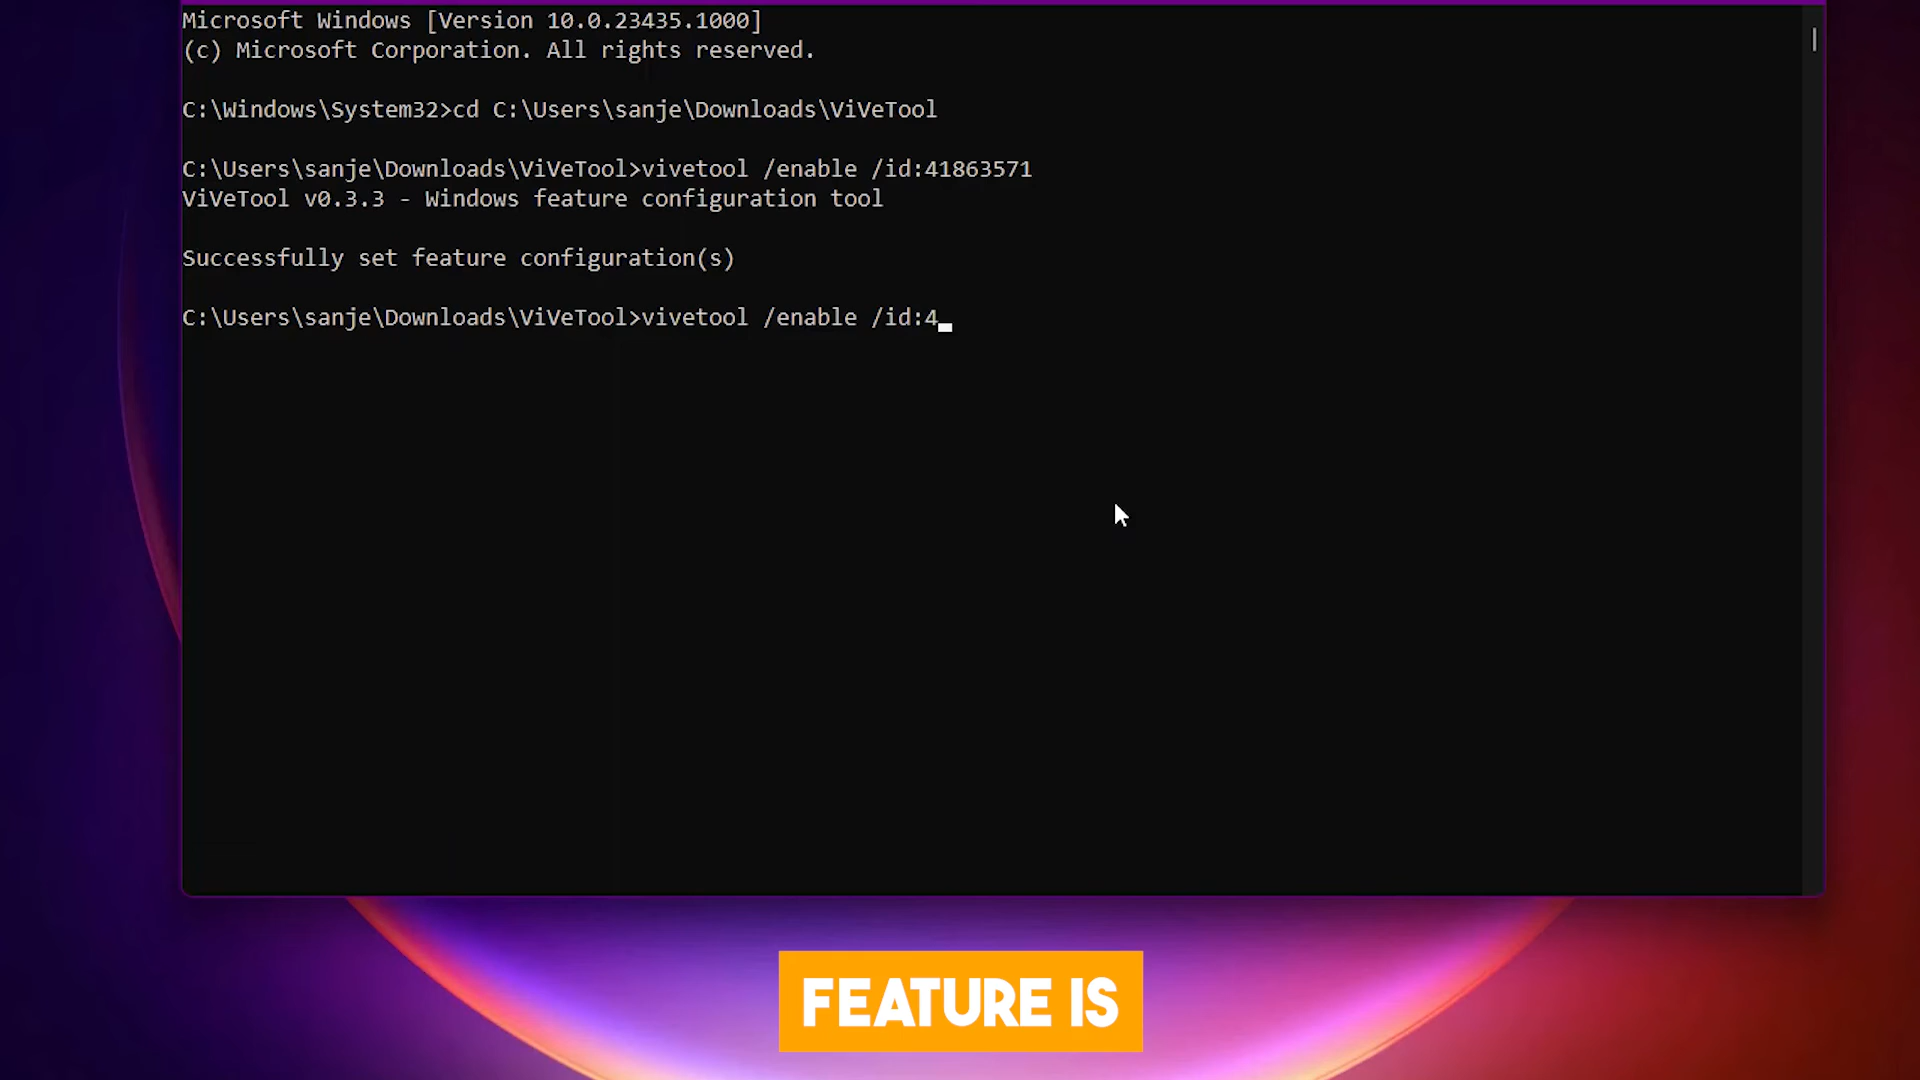 Microsoft Windows [Version 10.0.23435.1000]
(c) Microsoft Corporation. All rights reserved.
C:\Windows\System32>cd C:\Users\sanje\Downloads\ViVeTool
C:\Users\sanje\Downloads\ViVeTool>vivetool /enable /id:41863571
ViVeTool v0.3.3 - Windows feature configuration tool
Successfully set feature configuration(s)
C:\Users\sanje\Downloads\ViVeTool>vivetool /enable /id:4
FEATURE IS